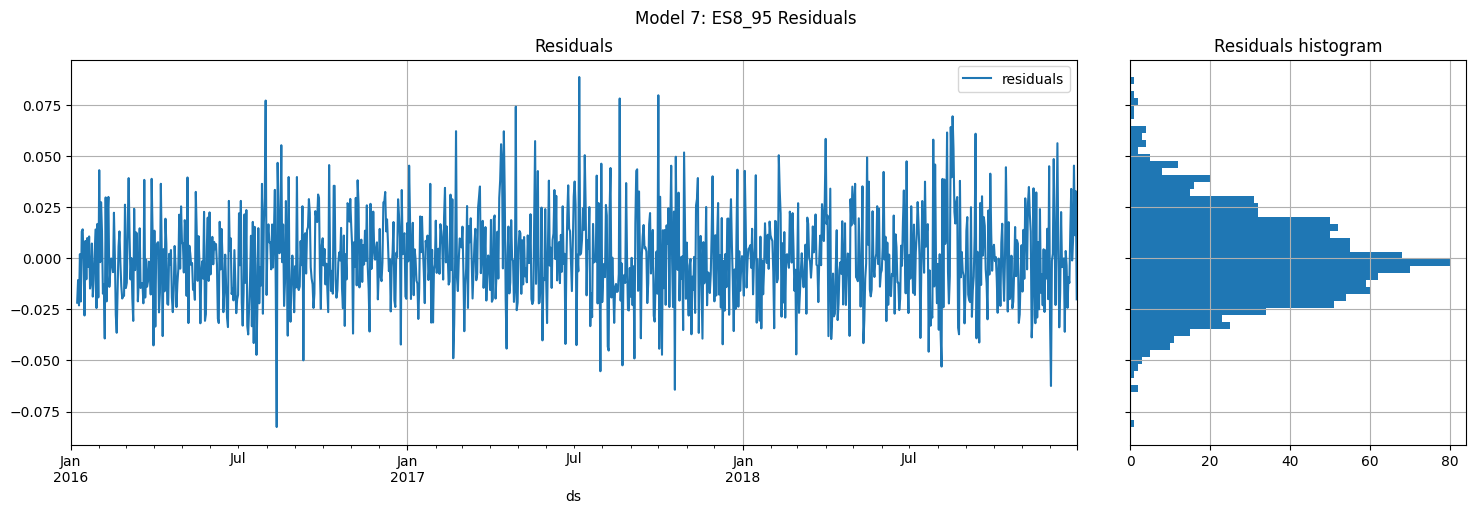 Model 7: ES8_95 Residuals
Residuals
residuals
0.075
0.050
0.025
0.000
−0.025
−0.050
−0.075
Jan
2016
Jul
Jan
2017
Jul
Jan
2018
Jul
ds
Residuals histogram
0
20
40
60
80